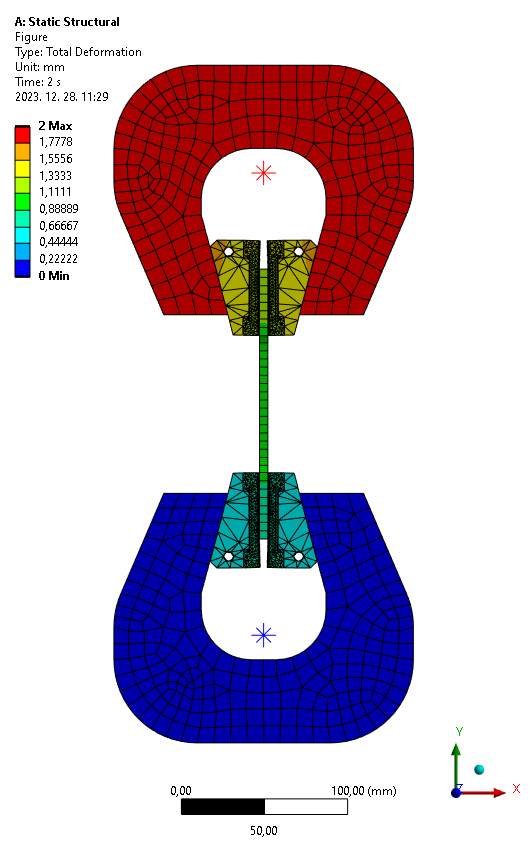 A: Static Structural
Figure
Type: Total Deformation
Unit: mm
Time: 2 s
2023. 12. 28. 11:29
2 Max
1,7778
1,5556
1,3333
1,1111
0,88889
0,66667
0,44444
0,22222
0 Min
Y
Z
X
0,00
100,00 (mm)
50,00